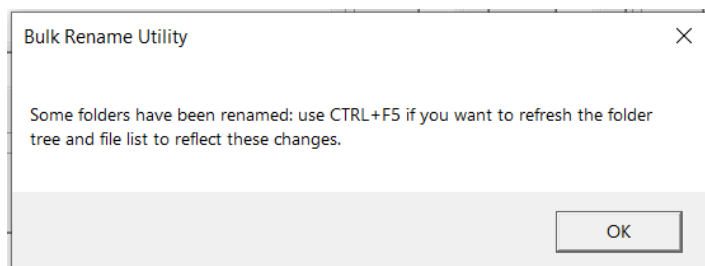 Bulk Rename Utility
Some folders have been renamed: use CTRL+F5 if you want to refresh the folder
tree and file list to reflect these changes.
OK